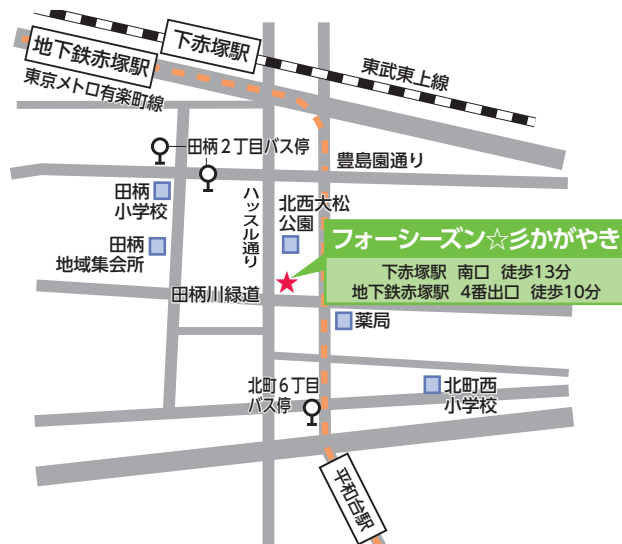 下赤塚駅
地下鉄赤塚駅
東武東上線
東京メトロ有楽町線
田柄2丁目バス停
豊島園通り
田柄
小学校
ハッスル通り
北西大松
公園
田柄
地域集会所
フォーシーズン☆彡かがやき
下赤塚駅 南口 徒歩13分
地下鉄赤塚駅 4番出口 徒歩10分
田柄川緑道
薬局
北町6丁目
バス停
北町西
小学校
平和台駅